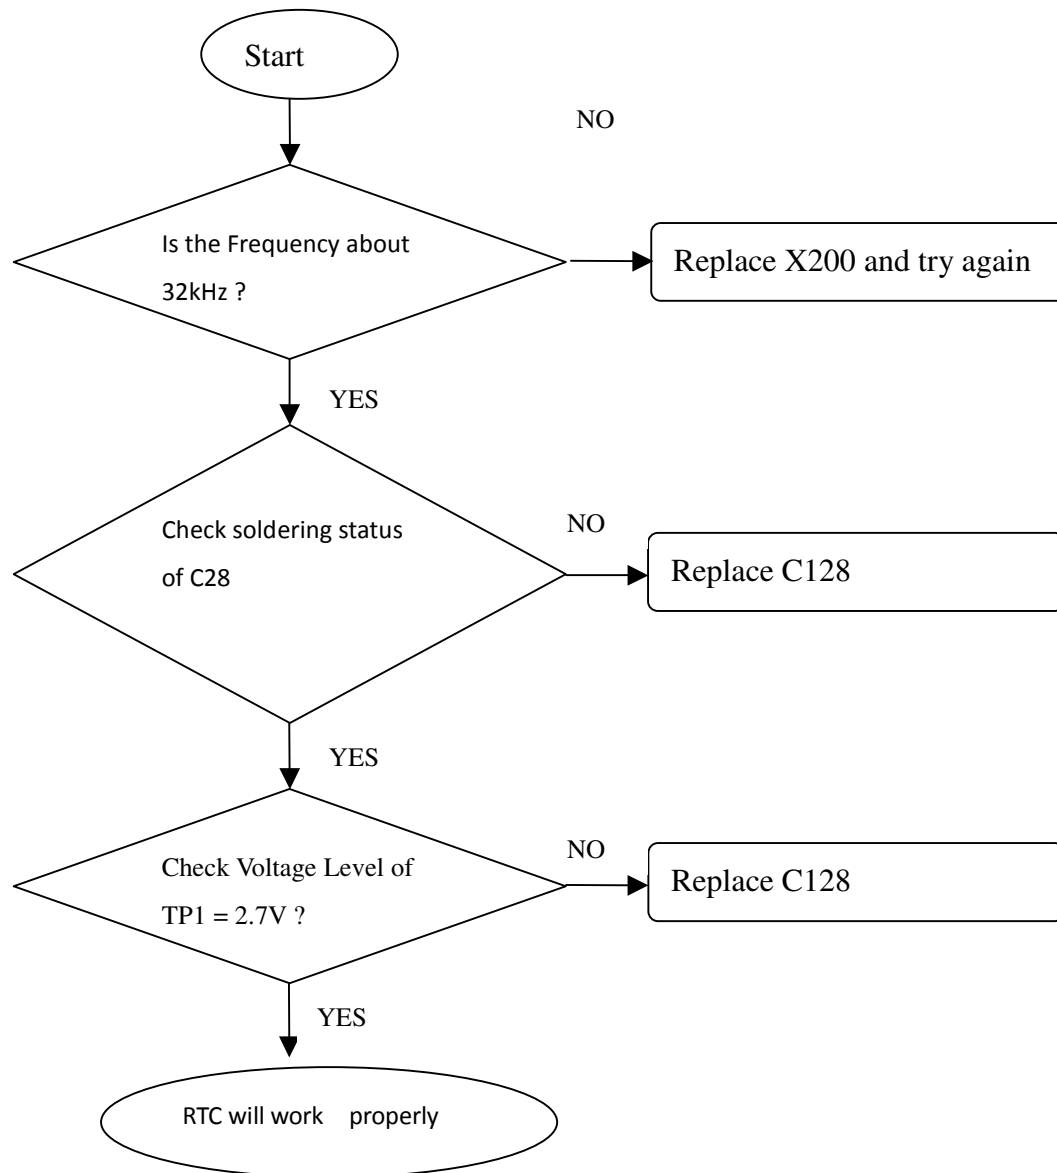 Start
NO
Is the Frequency about
32kHz ?
Replace X200 and try again
YES
Check soldering status
of C28
NO
Replace C128
YES
Check Voltage Level of
TP1 = 2.7V ?
NO
Replace C128
YES
RTC will work properly